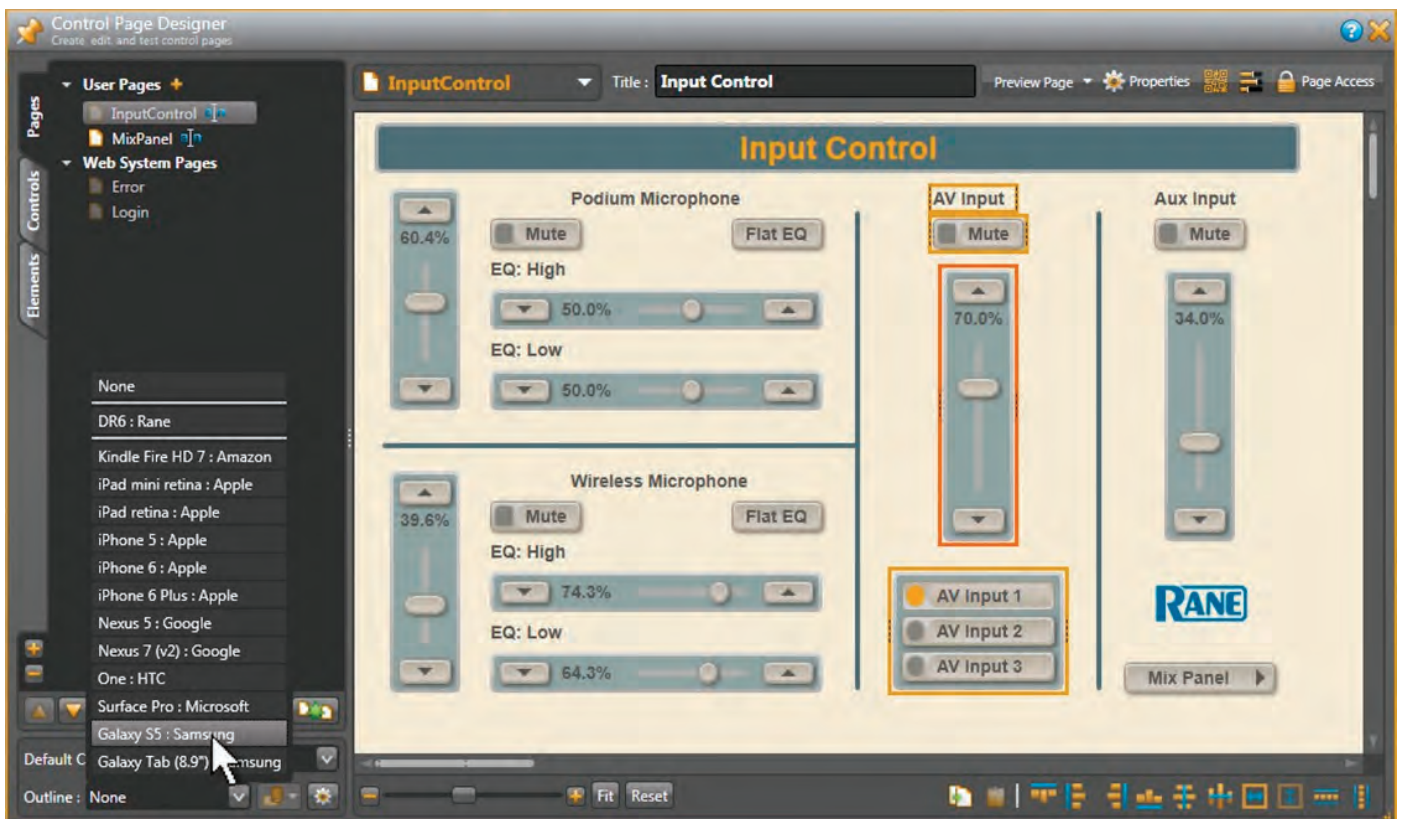 Control Page Designer
Create edit and test control pages
Pages
Controls
Elements
User Pages
InputControl
MixPanel
Web System Pages
Error
Login
None
DR6 : Rane
Kindle Fire HD 7 : Amazon
iPad mini retina : Apple
iPad retina : Apple
iPhone 5 : Apple
iPhone 6 : Apple
iPhone 6 Plus : Apple
Nexus 5 : Google
Nexus 7 (v2) : Google
One : HTC
Surface Pro : Microsoft
Galaxy S5 : Samsung
Default C
Galaxy Tab (8.9") msung
Outline : None
InputControl Title : Input Control Preview Page Properties Page Access
Input Control
Podium Microphone
60.4% Mute Flat EQ
EQ: High
50.0%
EQ: Low
50.0%
Wireless Microphone
39.6% Mute Flat EQ
EQ: High
74.3%
EQ: Low
64.3%
AV Input
Mute
70.0%
AV Input 1
AV Input 2
AV Input 3
Aux Input
Mute
34.0%
RANE
Mix Panel
Fit Reset